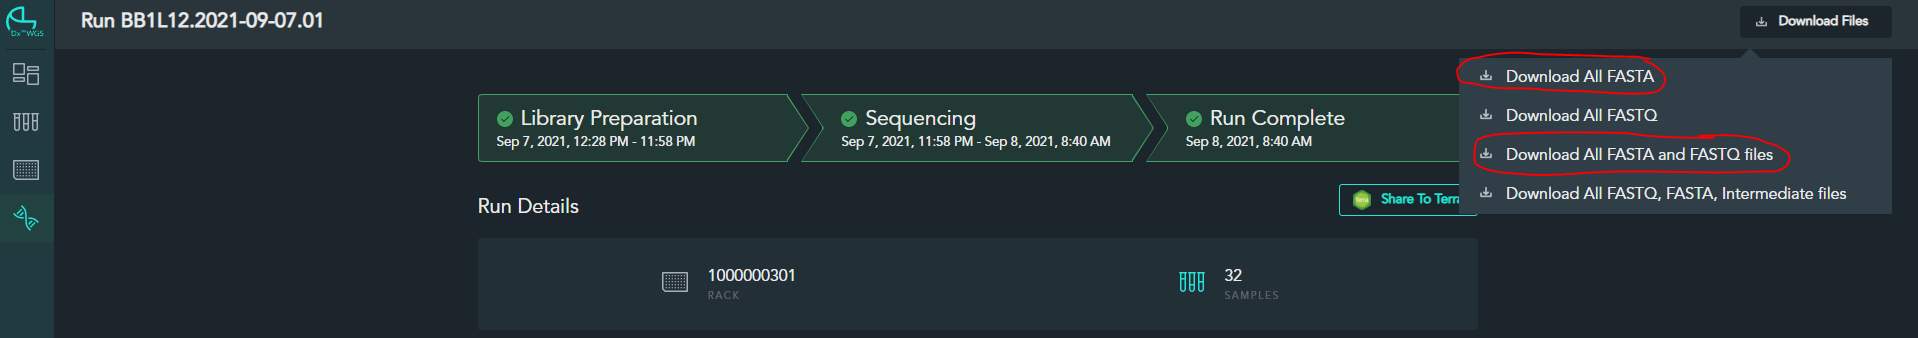 Run BB1L12.2021-09-07.01
Download Files
Dx™WGS
Download All FASTA
Download All FASTQ
Download All FASTA and FASTQ files
Download All FASTQ, FASTA, Intermediate files
Library Preparation
Sep 7, 2021, 12:28 PM - 11:58 PM
Sequencing
Sep 7, 2021, 11:58 PM - Sep 8, 2021, 8:40 AM
Run Complete
Sep 8, 2021, 8:40 AM
Run Details
Share To Terra
1000000301
RACK
32
SAMPLES